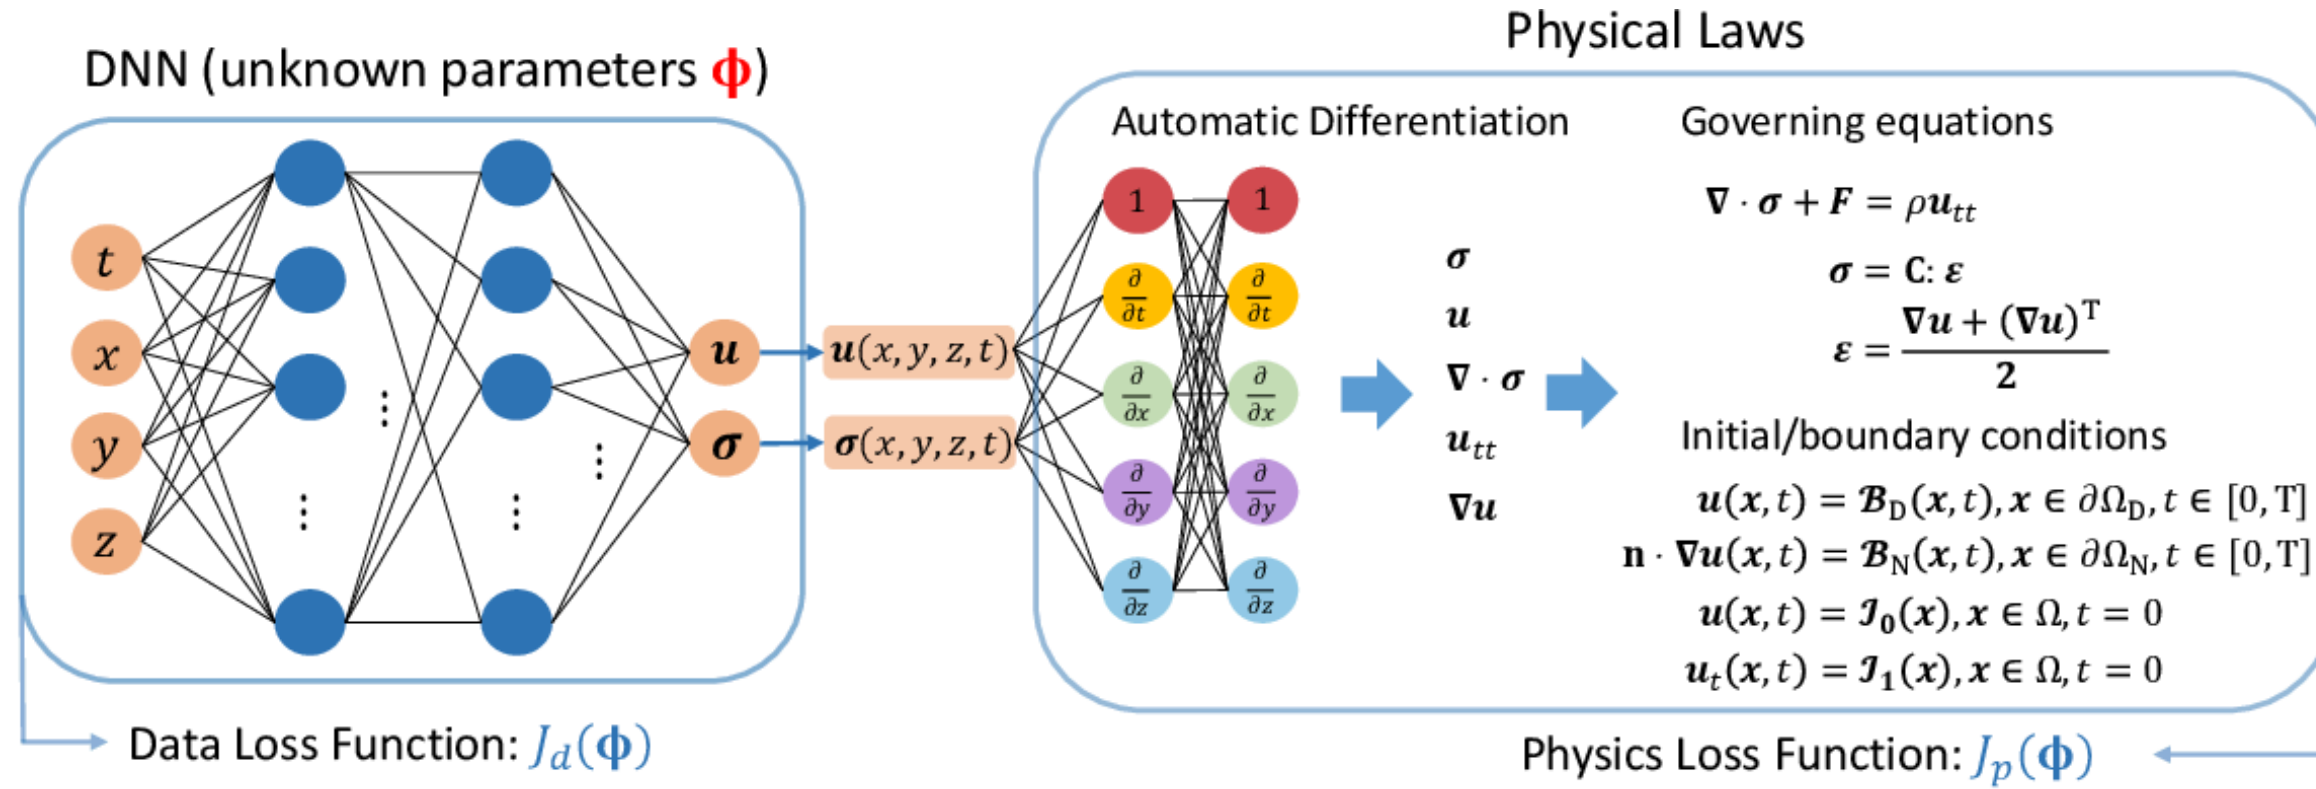 DNN (unknown parameters ϕ)
t
x
y
z
⋮
⋮
⋮
⋮
u
σ
u(x, y, z, t)
σ(x, y, z, t)
Data Loss Function: J_d(ϕ)
Physical Laws
Automatic Differentiation
1 1
∂/∂t ∂/∂t
∂/∂x ∂/∂x
∂/∂y ∂/∂y
∂/∂z ∂/∂z
σ
u
∇ · σ
u_tt
∇u
Governing equations
∇ · σ + F = ρu_tt
σ = C: ε
ε = (∇u + (∇u)^T)/2
Initial/boundary conditions
u(x, t) = ℬ_D(x, t), x ∈ ∂Ω_D, t ∈ [0, T]
n · ∇u(x, t) = ℬ_N(x, t), x ∈ ∂Ω_N, t ∈ [0, T]
u(x, t) = ℐ_0(x), x ∈ Ω, t = 0
u_t(x, t) = ℐ_1(x), x ∈ Ω, t = 0
Physics Loss Function: J_p(ϕ)